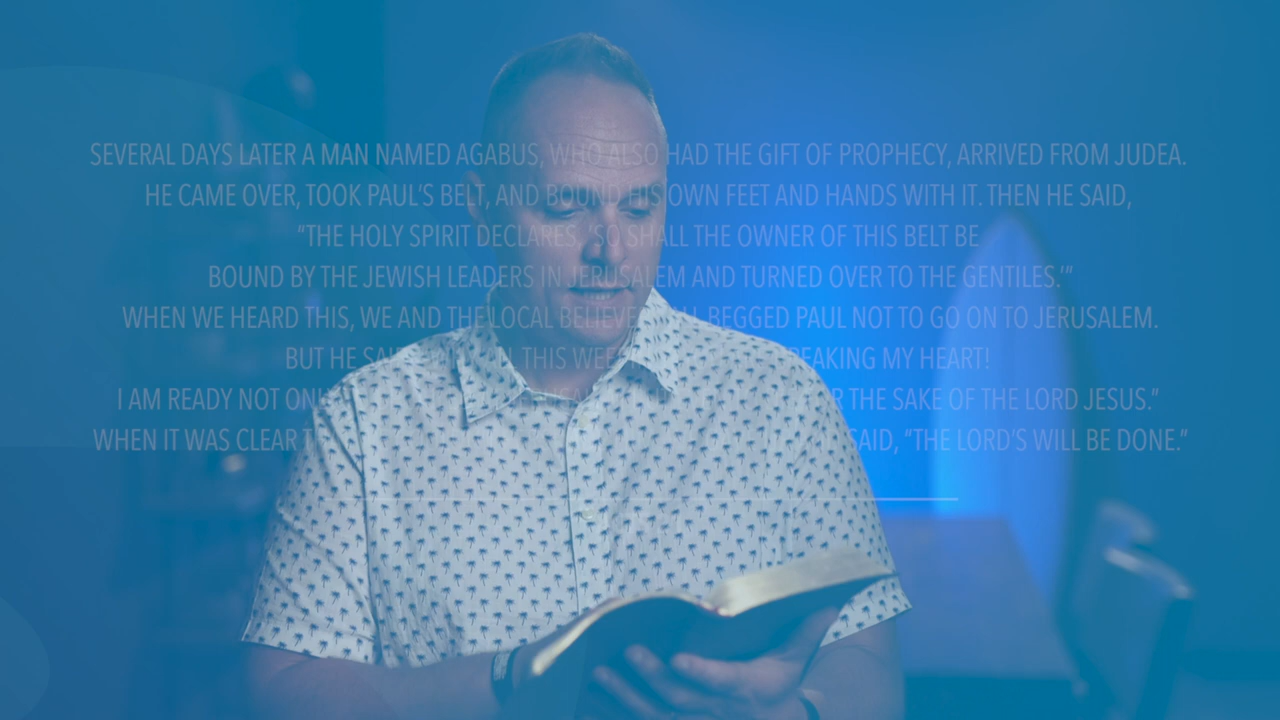 SEVERAL DAYS LATER A MAN NAMED AGABUS, WHO ALSO HAD THE GIFT OF PROPHECY, ARRIVED FROM JUDEA.
HE CAME OVER, TOOK PAUL'S BELT, AND BOUND OWN FEET AND HANDS WITH IT. THEN HE SAID,
“THE HOLY SPIRIT DECLARES, ‘SO SHALL THE OWNER OF THIS BELT BE
BOUND BY THE JEWISH LEADERS IN JERUSALEM AND TURNED OVER TO THE GENTILES.’”
WHEN WE HEARD THIS, WE AND THE LOCAL BEGGED PAUL NOT TO GO ON TO JERUSALEM.
BUT HE THIS MY HEART!
I AM READY NOT THE SAKE OF THE LORD JESUS.”
WHEN IT WAS CLEAR SAID, “THE LORD'S WILL BE DONE.”